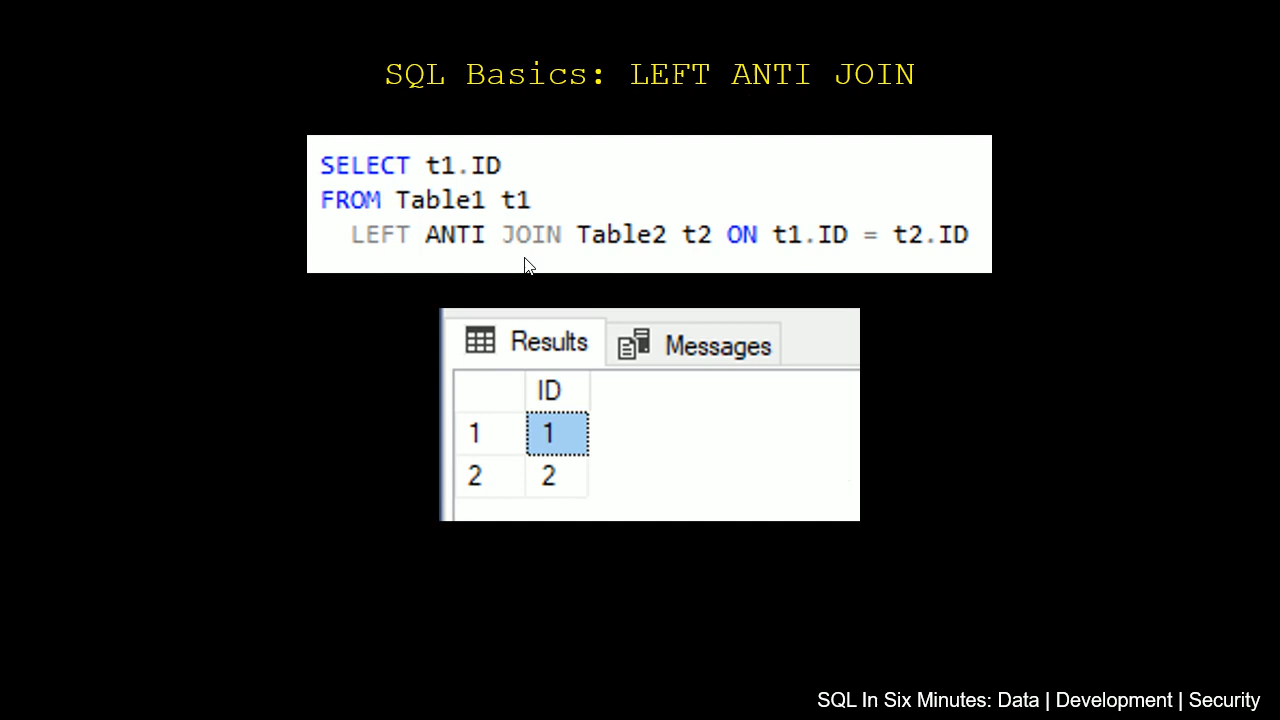 SQL Basics: LEFT ANTI JOIN
SELECT t1.ID
FROM Table1 t1
LEFT ANTI JOIN Table2 t2 ON t1.ID = t2.ID
Results Messages
ID
1 1
2 2
SQL In Six Minutes: Data | Development | Security